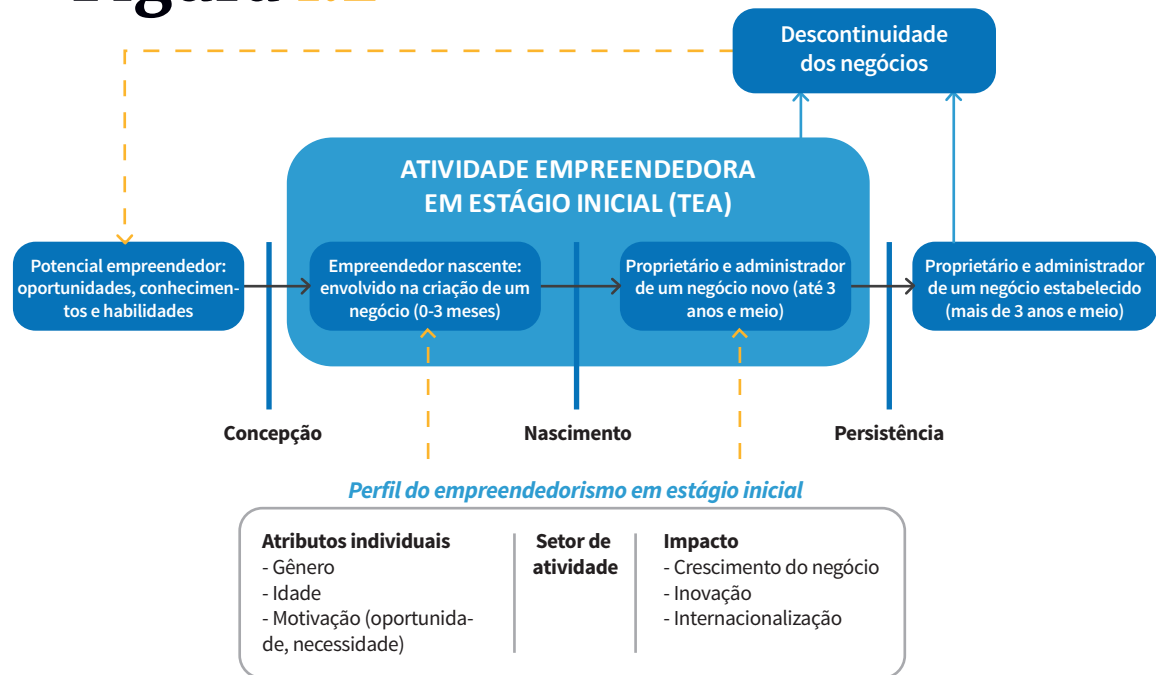 Figura 1.2
Descontinuidade
dos negócios
ATIVIDADE EMPREENDEDORA
EM ESTÁGIO INICIAL (TEA)
Potencial empreendedor:
oportunidades, conhecimen-
tos e habilidades
Empreendedor nascente:
envolvido na criação de um
negócio (0-3 meses)
Proprietário e administrador
de um negócio novo (até 3
anos e meio)
Proprietário e administrador
de um negócio estabelecido
(mais de 3 anos e meio)
Concepção
Nascimento
Persistência
Perfil do empreendedorismo em estágio inicial
Atributos individuais
- Gênero
- Idade
- Motivação (oportunida-
de, necessidade)
Setor de
atividade
Impacto
- Crescimento do negócio
- Inovação
- Internacionalização